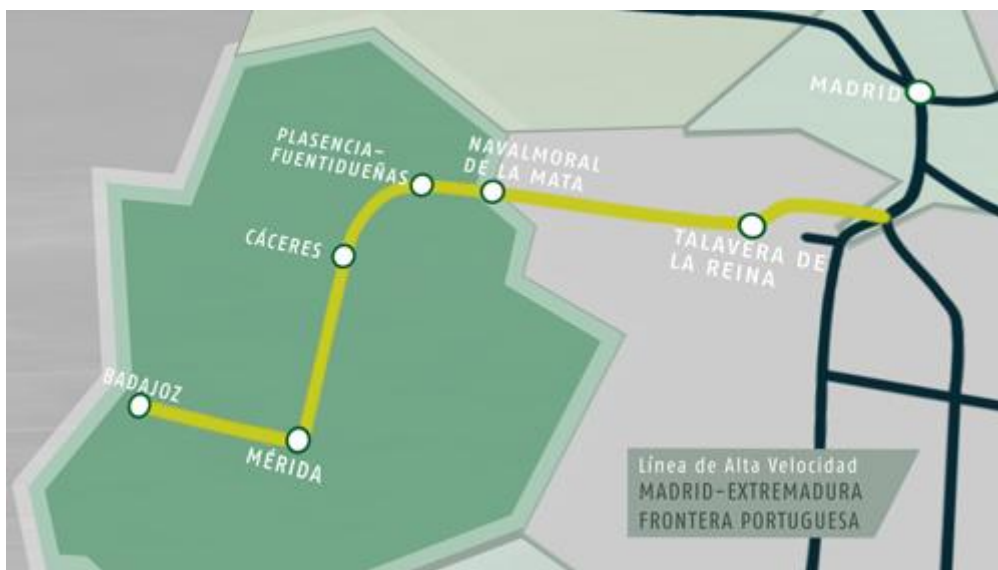 MADRID
PLASENCIA-
FUENTIDUEÑAS
NAVALMORAL
DE LA MATA
CÁCERES
TALAVERA DE
LA REINA
BADAJOZ
MÉRIDA
Línea de Alta Velocidad
MADRID-EXTREMADURA
FRONTERA PORTUGUESA